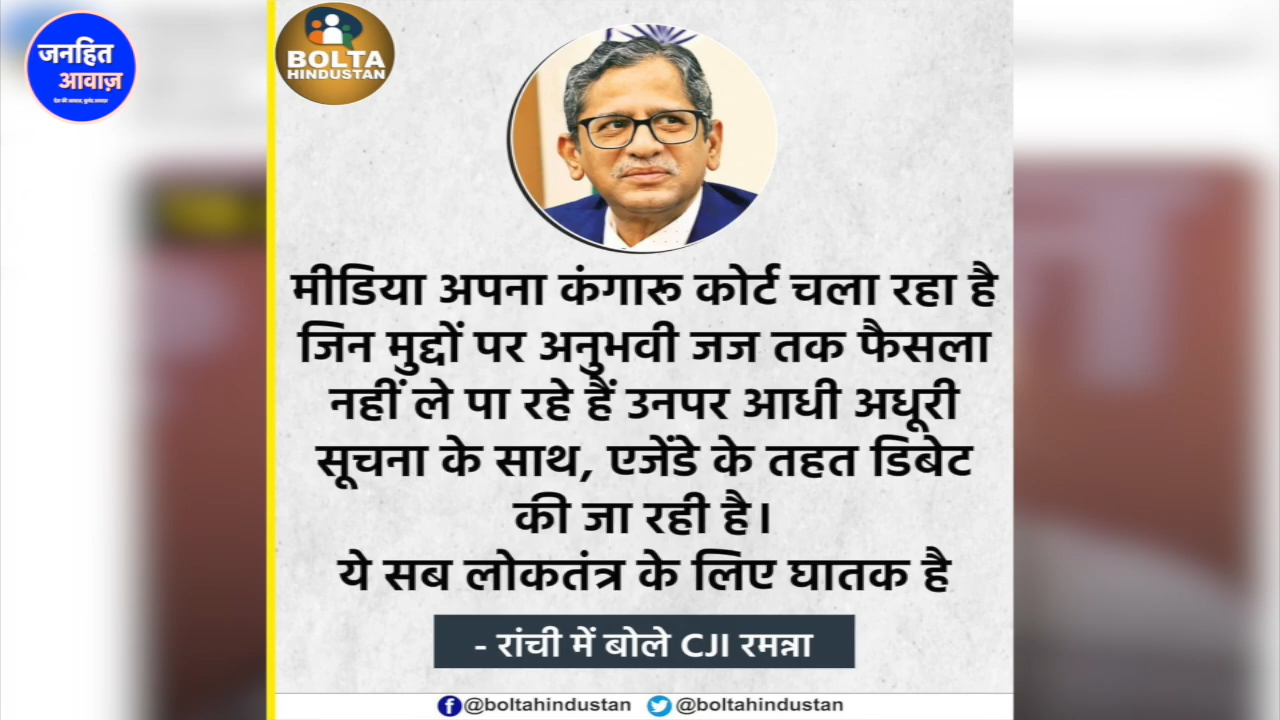 जनहित
आवाज़
BOLTA
HINDUSTAN
मीडिया अपना कंगारू कोर्ट चला रहा है
जिन मुद्दों पर अनुभवी जज तक फैसला
नहीं ले पा रहे हैं उनपर आधी अधूरी
सूचना के साथ, एजेंडे के तहत डिबेट
की जा रही है।
ये सब लोकतंत्र के लिए घातक है
- रांची में बोले CJI रमन्ना
@boltahindustan @boltahindustan